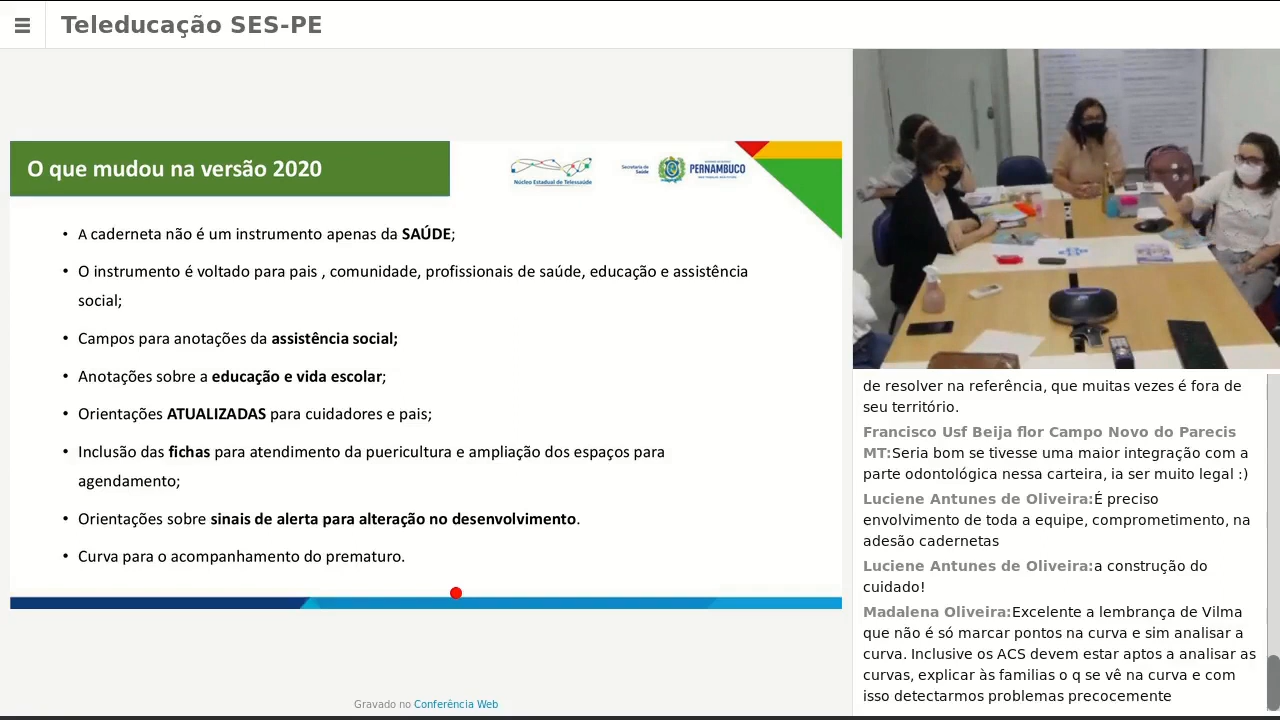 Teleducação SES-PE
O que mudou na versão 2020
Núcleo Estadual de Telessaúde
Secretaria de
Saúde
PERNAMBUCO
• A caderneta não é um instrumento apenas da SAÚDE;
• O instrumento é voltado para pais , comunidade, profissionais de saúde, educação e assistência
social;
• Campos para anotações da assistência social;
• Anotações sobre a educação e vida escolar;
• Orientações ATUALIZADAS para cuidadores e pais;
• Inclusão das fichas para atendimento da puericultura e ampliação dos espaços para
agendamento;
• Orientações sobre sinais de alerta para alteração no desenvolvimento.
• Curva para o acompanhamento do prematuro.
Gravado no Conferência Web
de resolver na referência, que muitas vezes é fora de
seu território.
Francisco Usf Beija flor Campo Novo do Parecis
MT:Seria bom se tivesse uma maior integração com a
parte odontológica nessa carteira, ia ser muito legal :)
Luciene Antunes de Oliveira:É preciso
envolvimento de toda a equipe, comprometimento, na
adesão cadernetas
Luciene Antunes de Oliveira:a construção do
cuidado!
Madalena Oliveira:Excelente a lembrança de Vilma
que não é só marcar pontos na curva e sim analisar a
curva. Inclusive os ACS devem estar aptos a analisar as
curvas, explicar às familias o q se vê na curva e com
isso detectarmos problemas precocemente